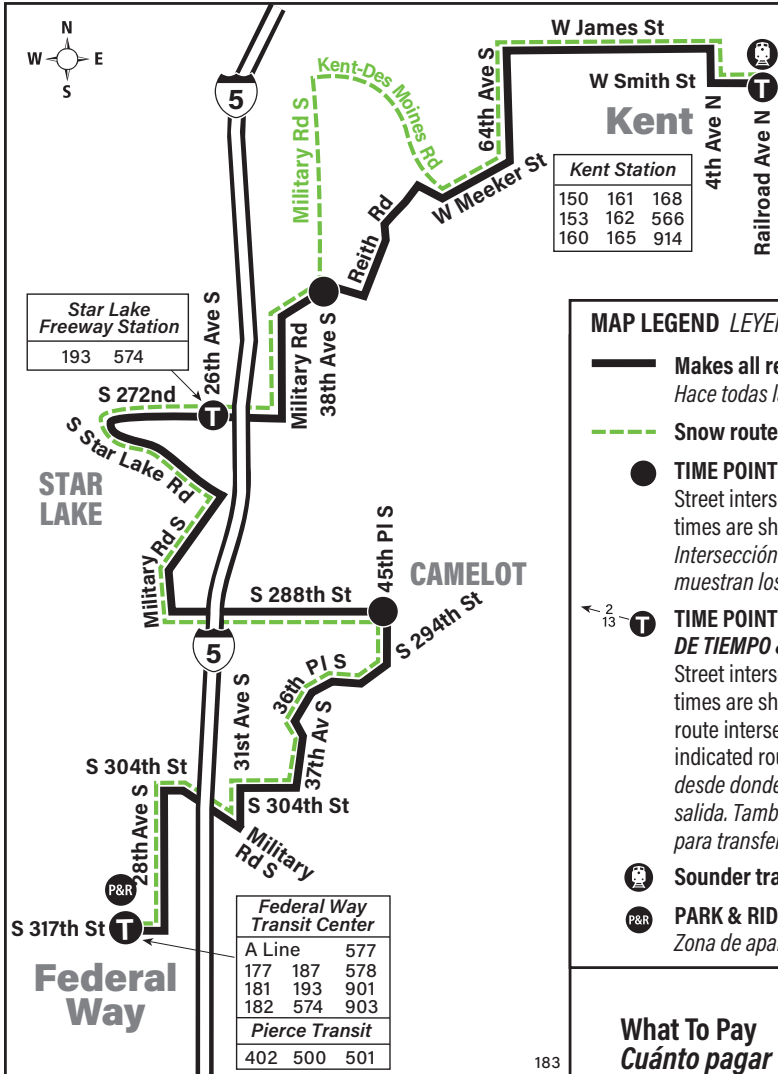 N
W E
S
5
Kent-Des Moines Rd
Military Rd S
64th Ave S
W James St
W Smith St
T
Kent
4th Ave N
Railroad Ave N
W Meeker St
Kent Station
150 161 168
153 162 566
160 165 914
Reith Rd
Star Lake
Freeway Station
193 574
26th Ave S
Military Rd
38th Ave S
S 272nd
T
S Star Lake Rd
STAR
LAKE
Military Rd S
S 288th St
45th Pl S
CAMELOT
S 294th St
5
36th Pl S
31st Ave S
37th Av S
S 304th St
S 304th St
28th Ave S
Military
Rd S
P&R
S 317th St
T
Federal
Way
Federal Way
Transit Center
A Line 577
177 187 578
181 193 901
182 574 903
Pierce Transit
402 500 501
183
MAP LEGEND LEYE
Makes all re
Hace todas l
Snow route
TIME POINT
Street inters
times are sh
Intersección
muestran los
2
13
T
TIME POINT
DE TIEMPO
Street inters
times are sh
route interse
indicated rou
desde donde
salida. Tamb
para transfer
Sounder tra
P&R
PARK & RID
Zona de apar
What To Pay
Cuánto pagar